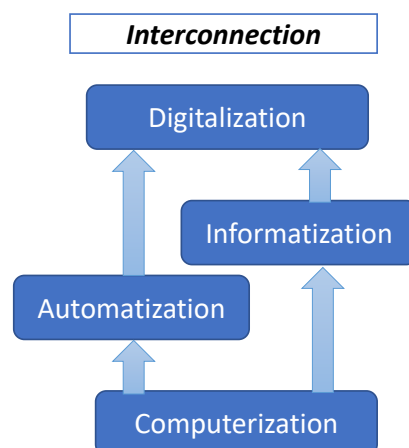 Interconnection
Digitalization
Informatization
Automatization
Computerization